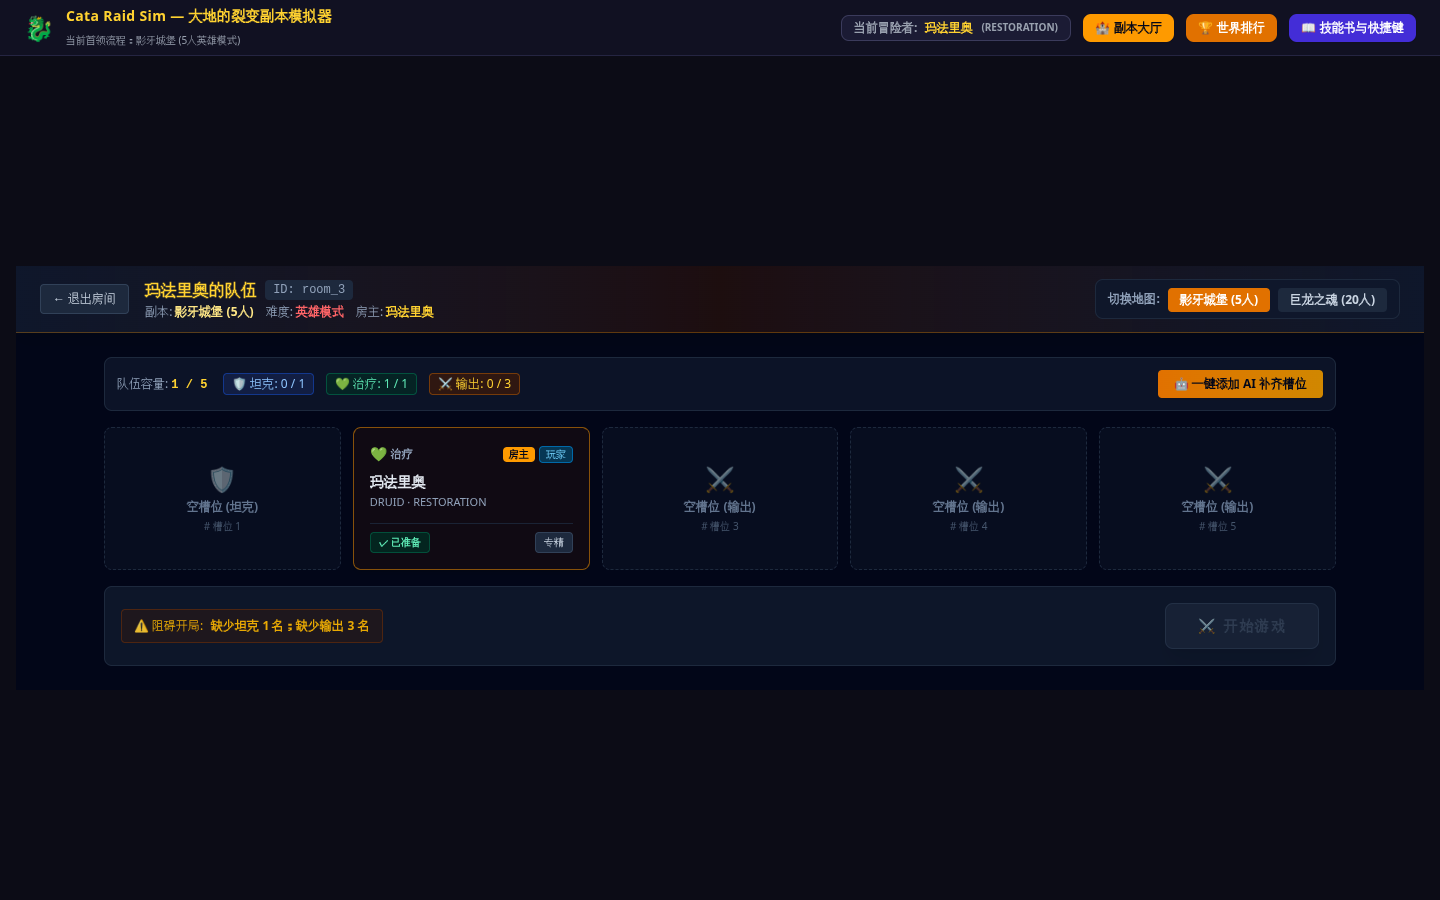 Cata Raid Sim — 大地的裂变副本模拟器
当前首领流程：影牙城堡 (5人英雄模式)
当前冒险者: 玛法里奥 (RESTORATION)
副本大厅
世界排行
技能书与快捷键
← 退出房间
玛法里奥的队伍
ID: room_3
副本: 影牙城堡 (5人) 难度: 英雄模式 房主: 玛法里奥
切换地图:
影牙城堡 (5人)
巨龙之魂 (20人)
队伍容量: 1 / 5
坦克: 0 / 1
治疗: 1 / 1
输出: 0 / 3
一键添加 AI 补齐槽位
空槽位 (坦克)
# 槽位 1
治疗
房主
玩家
玛法里奥
DRUID · RESTORATION
✓ 已准备
专精
空槽位 (输出)
# 槽位 3
空槽位 (输出)
# 槽位 4
空槽位 (输出)
# 槽位 5
阻碍开局: 缺少坦克 1 名；缺少输出 3 名
开始游戏